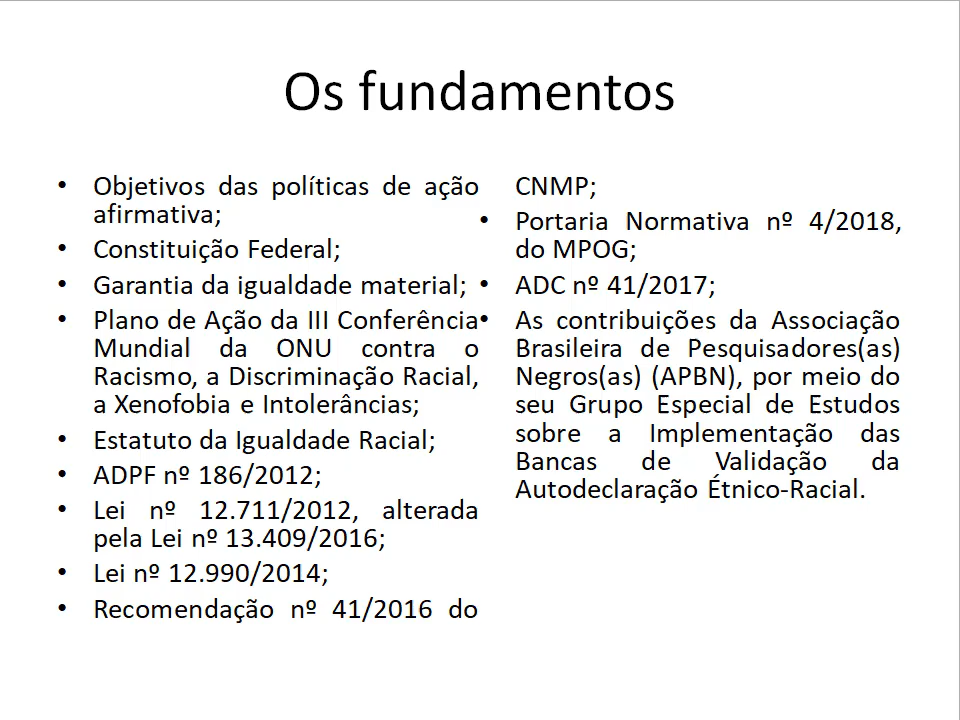 Os fundamentos
• Objetivos das políticas de ação
afirmativa;
• Constituição Federal;
• Garantia da igualdade material;
• Plano de Ação da III Conferência
Mundial da ONU contra o
Racismo, a Discriminação Racial,
a Xenofobia e Intolerâncias;
• Estatuto da Igualdade Racial;
• ADPF nº 186/2012;
• Lei nº 12.711/2012, alterada
pela Lei nº 13.409/2016;
• Lei nº 12.990/2014;
• Recomendação nº 41/2016 do
CNMP;
• Portaria Normativa nº 4/2018,
do MPOG;
• ADC nº 41/2017;
• As contribuições da Associação
Brasileira de Pesquisadores(as)
Negros(as) (APBN), por meio do
seu Grupo Especial de Estudos
sobre a Implementação das
Bancas de Validação da
Autodeclaração Étnico-Racial.